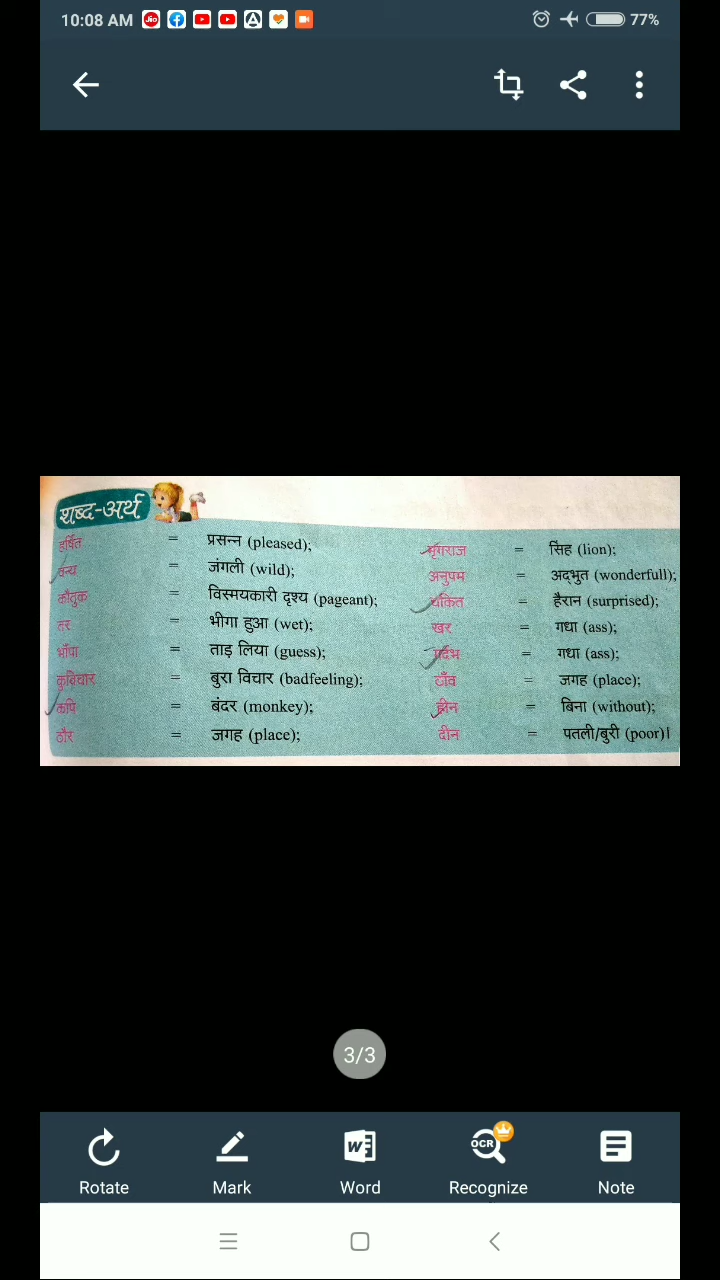 10:08 AM
77%
शब्द-अर्थ
हर्षित = प्रसन्न (pleased);
वन्य = जंगली (wild);
कौतुक = विस्मयकारी दृश्य (pageant);
तर = भीगा हुआ (wet);
भाँपा = ताड़ लिया (guess);
कुविचार = बुरा विचार (badfeeling);
कपि = बंदर (monkey);
ठौर = जगह (place);
मृगराज = सिंह (lion);
अनुपम = अद्भुत (wonderfull);
चकित = हैरान (surprised);
खर = गधा (ass);
गर्दभ = गधा (ass);
ठाँव = जगह (place);
हीन = बिना (without);
दीन = पतली/बुरी (poor)।
3/3
W OCR
Rotate Mark Word Recognize Note